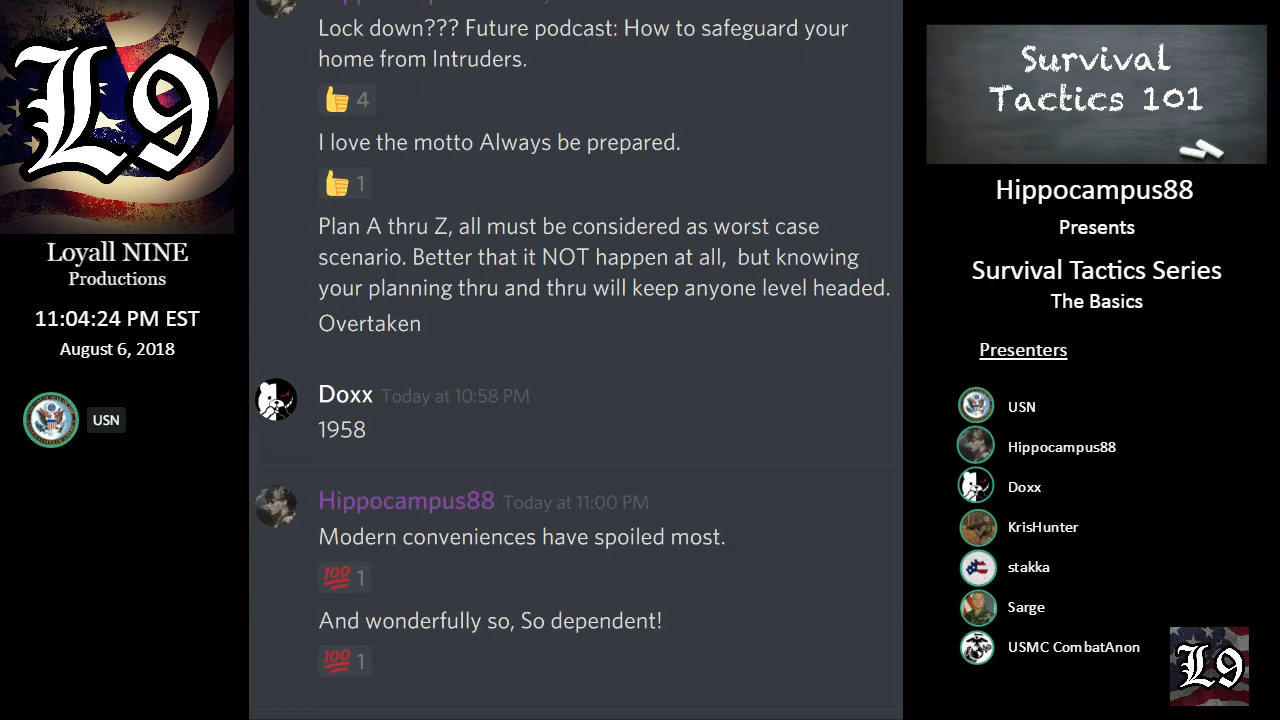 L9
Loyall NINE
Productions
11:04:24 PM EST
August 6, 2018
USN
Lock down??? Future podcast: How to safeguard your
home from Intruders.
4
I love the motto Always be prepared.
1
Plan A thru Z, all must be considered as worst case
scenario. Better that it NOT happen at all,  but knowing
your planning thru and thru will keep anyone level headed.
Overtaken
Doxx Today at 10:58 PM
1958
Hippocampus88 Today at 11:00 PM
Modern conveniences have spoiled most.
100 1
And wonderfully so, So dependent!
100 1
Survival
Tactics 101
Hippocampus88
Presents
Survival Tactics Series
The Basics
Presenters
USN
Hippocampus88
Doxx
KrisHunter
stakka
Sarge
USMC CombatAnon
L9